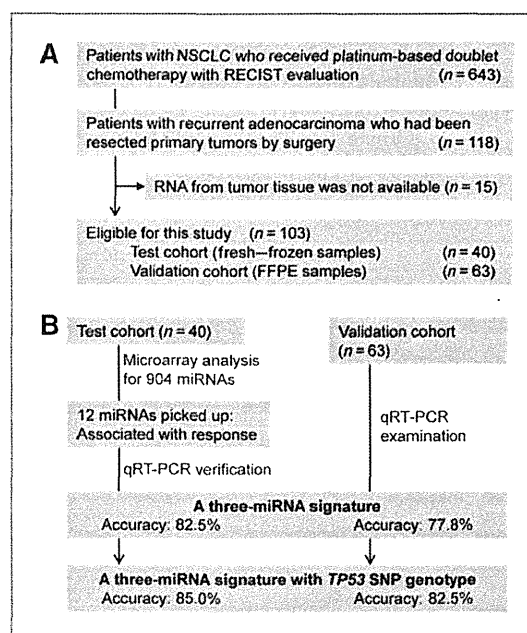 A
Patients with NSCLC who received platinum-based doublet
chemotherapy with RECIST evaluation (n = 643)
Patients with recurrent adenocarcinoma who had been
resected primary tumors by surgery (n = 118)
RNA from tumor tissue was not available (n = 15)
Eligible for this study (n = 103)
Test cohort (fresh–frozen samples) (n = 40)
Validation cohort (FFPE samples) (n = 63)
B
Test cohort (n = 40)
Microarray analysis
for 904 miRNAs
12 miRNAs picked up:
Associated with response
qRT-PCR verification
Validation cohort
(n = 63)
qRT-PCR
examination
A three-miRNA signature
Accuracy: 82.5% Accuracy: 77.8%
A three-miRNA signature with TP53 SNP genotype
Accuracy: 85.0% Accuracy: 82.5%